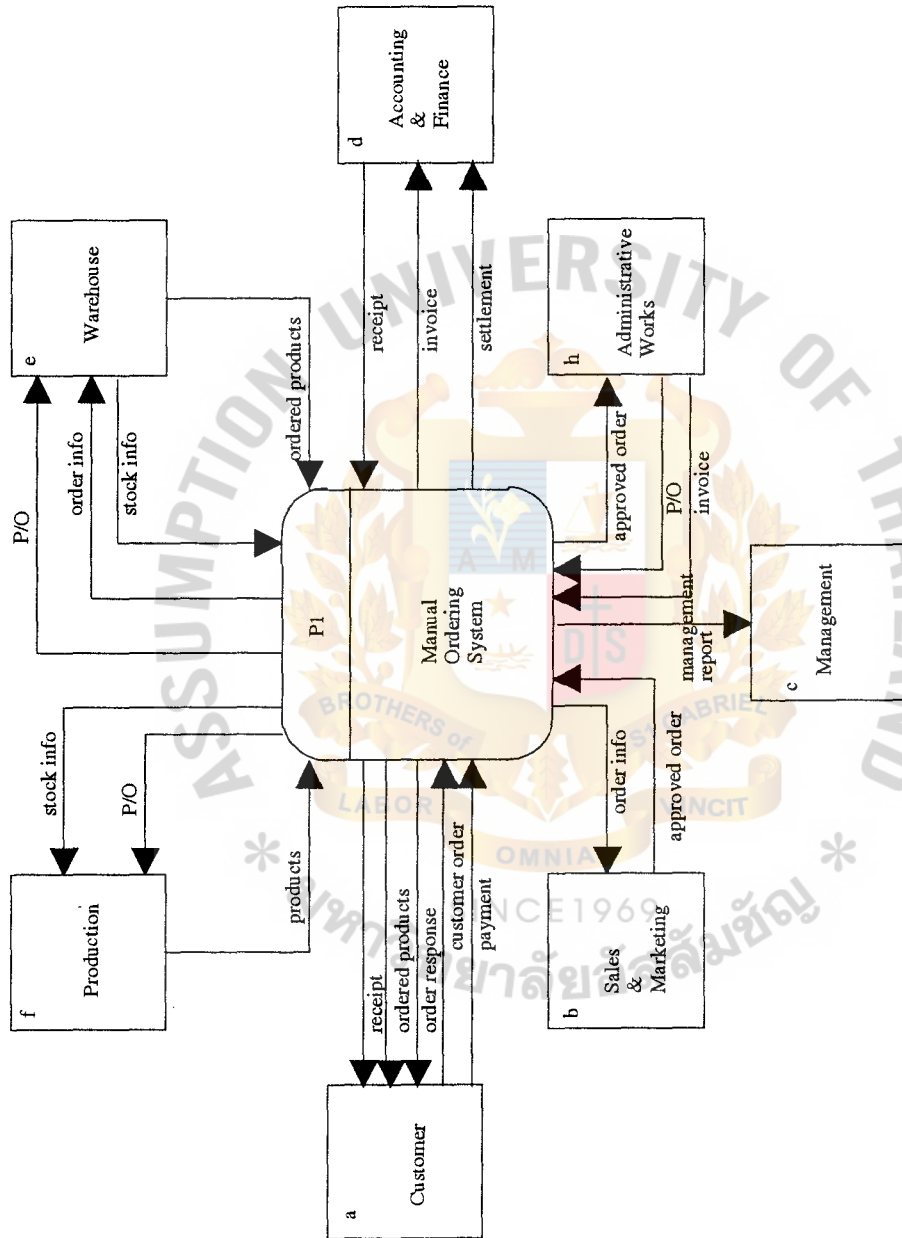 f
Production
stock info
P/O
products
e
Warehouse
P/O
order info
stock info
ordered products
a
Customer
receipt
ordered products
order response
customer order
payment
P1
Manual
Ordering
System
d
Accounting
&
Finance
receipt
invoice
settlement
b
Sales
&
Marketing
order info
approved order
c
Management
management
report
h
Administrative
Works
approved order
P/O
invoice
ASSUMPTION UNIVERSITY OF
A M
D S
BROTHERS of
ST GABRIEL
LABOR
OMNIA
VINCIT
SINCE1969
* *